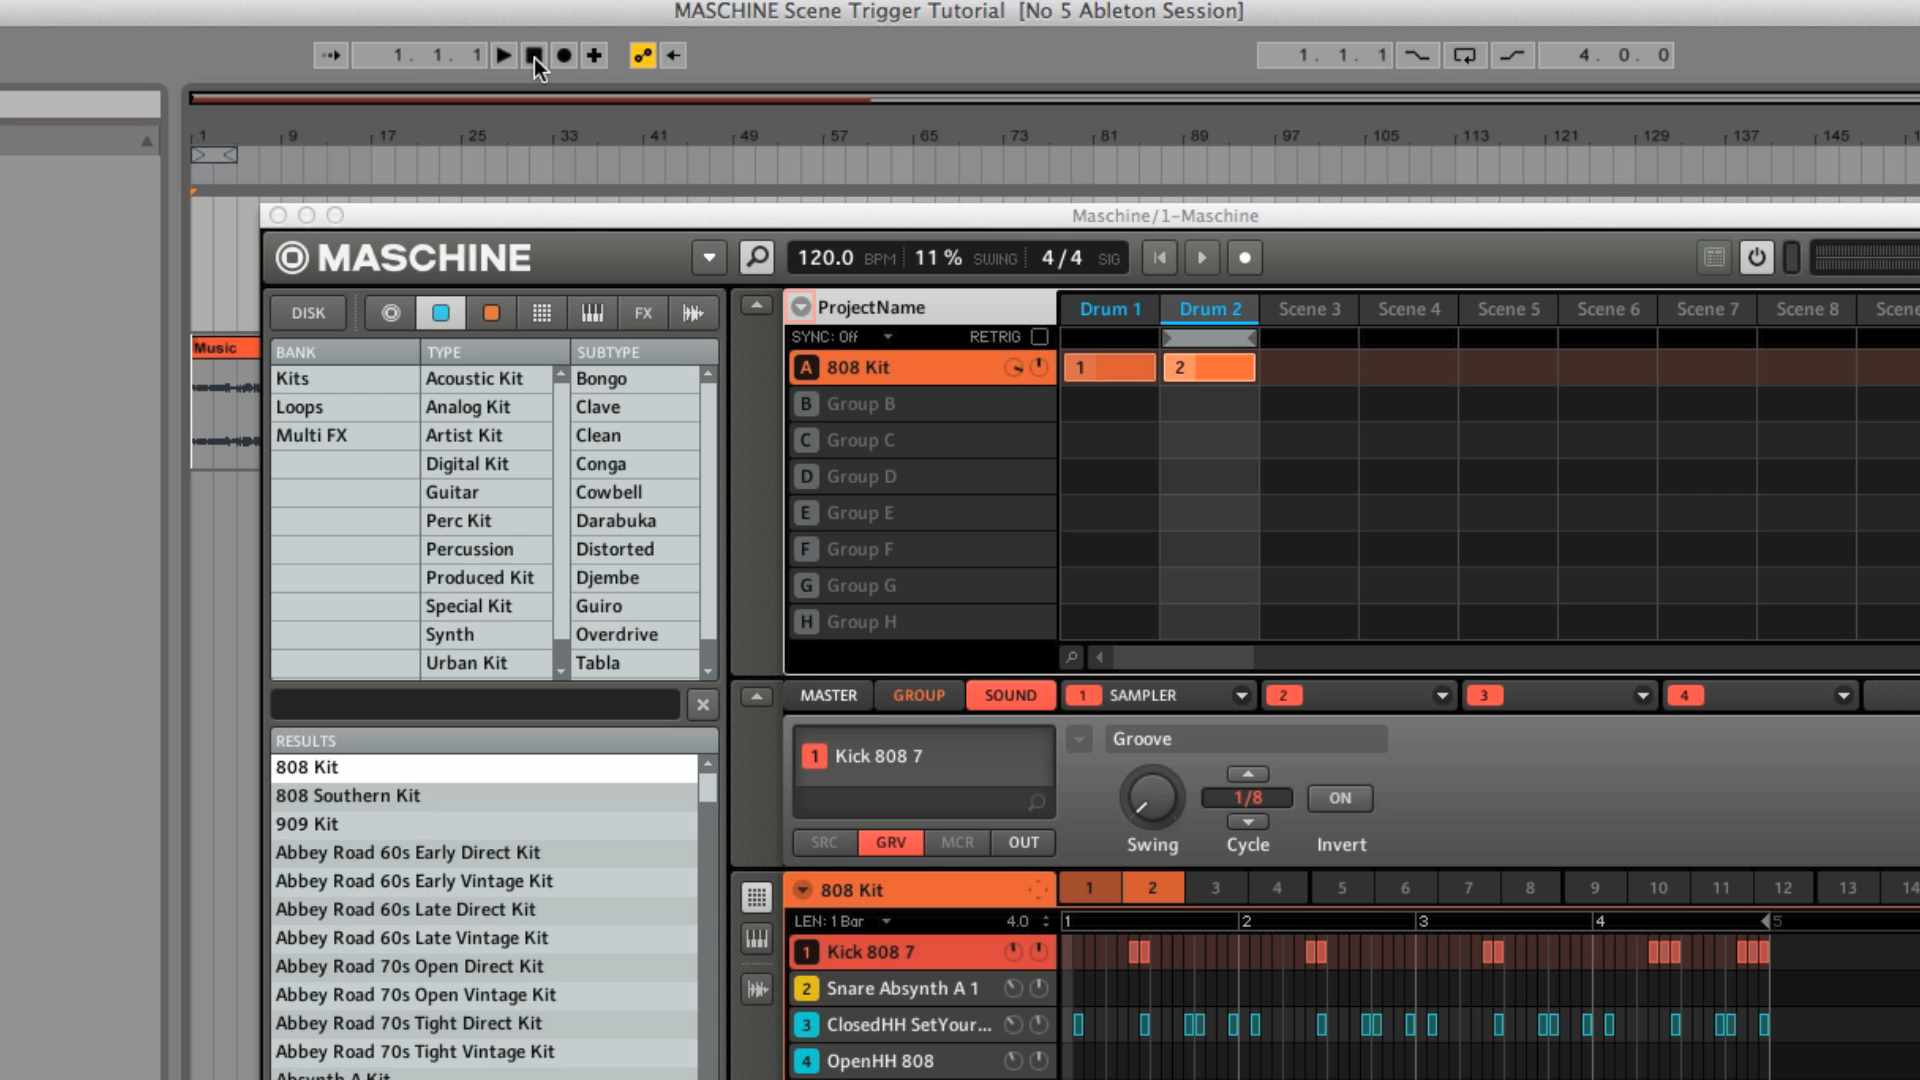 MASCHINE Scene Trigger Tutorial [No 5 Ableton Session]
1. 1. 1
1. 1. 1
4. 0. 0
1 9 17 25 33 41 49 57 65 73 81 89 97 105 113 121 129 137 145
Maschine/1-Maschine
MASCHINE
120.0 BPM 11 % SWING 4/4 SIG
DISK
FX
BANK TYPE SUBTYPE
Kits Acoustic Kit Bongo
Loops Analog Kit Clave
Multi FX Artist Kit Clean
Digital Kit Conga
Guitar Cowbell
Perc Kit Darabuka
Percussion Distorted
Produced Kit Djembe
Special Kit Guiro
Synth Overdrive
Urban Kit Tabla
RESULTS
808 Kit
808 Southern Kit
909 Kit
Abbey Road 60s Early Direct Kit
Abbey Road 60s Early Vintage Kit
Abbey Road 60s Late Direct Kit
Abbey Road 60s Late Vintage Kit
Abbey Road 70s Open Direct Kit
Abbey Road 70s Open Vintage Kit
Abbey Road 70s Tight Direct Kit
Abbey Road 70s Tight Vintage Kit
Absynth A Kit
Music
ProjectName
Drum 1 Drum 2 Scene 3 Scene 4 Scene 5 Scene 6 Scene 7 Scene 8 Scene
SYNC: Off RETRIG
A 808 Kit 1 2
B Group B
C Group C
D Group D
E Group E
F Group F
G Group G
H Group H
MASTER GROUP SOUND 1 SAMPLER 2 3 4
1 Kick 808 7
SRC GRV MCR OUT
Groove
1/8 ON
Swing Cycle Invert
808 Kit 1 2 3 4 5 6 7 8 9 10 11 12 13 14
LEN: 1 Bar 4.0 1 2 3 4 5
1 Kick 808 7
2 Snare Absynth A 1
3 ClosedHH SetYour...
4 OpenHH 808